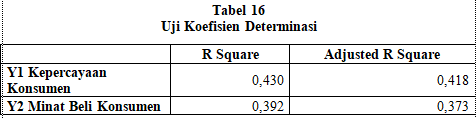 Tabel 16
Uji Koefisien Determinasi
R Square Adjusted R Square
Y1 Kepercayaan
Konsumen 0,430 0,418
Y2 Minat Beli Konsumen 0,392 0,373